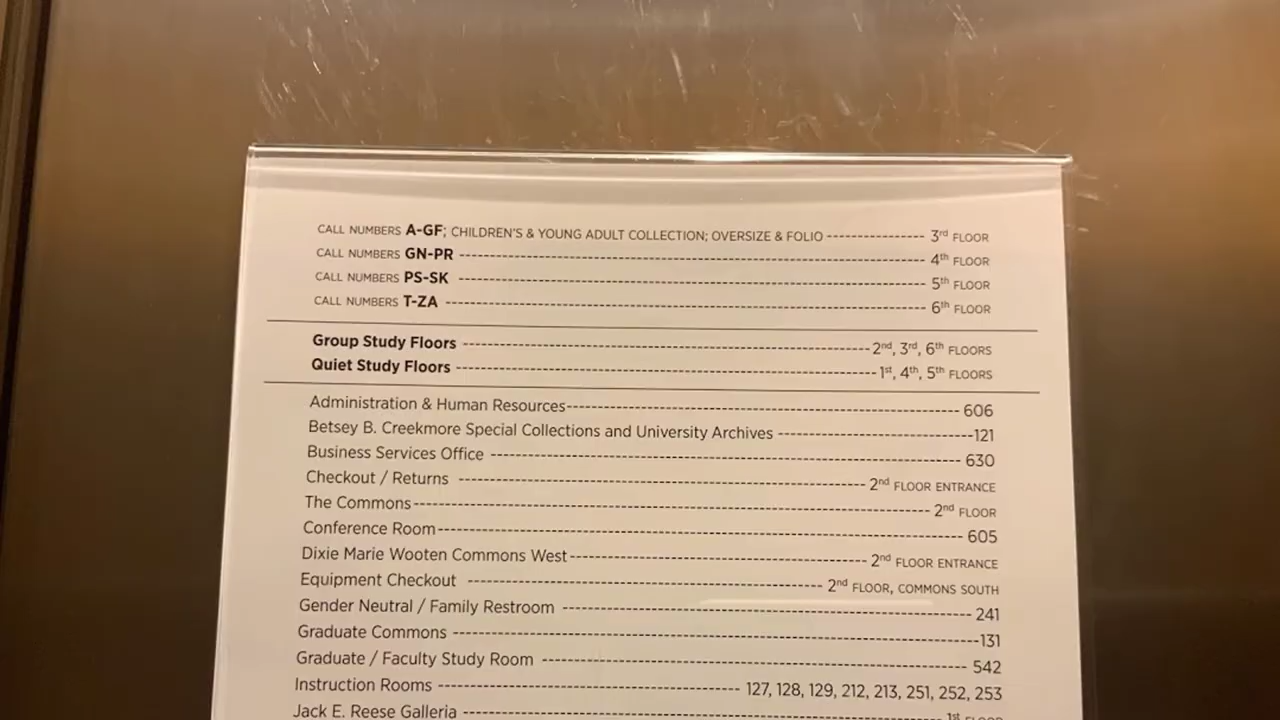 CALL NUMBERS A-GF; CHILDREN'S & YOUNG ADULT COLLECTION; OVERSIZE & FOLIO ---------------- 3rd FLOOR
CALL NUMBERS GN-PR ---------------- 4th FLOOR
CALL NUMBERS PS-SK ---------------- 5th FLOOR
CALL NUMBERS T-ZA ---------------- 6th FLOOR
Group Study Floors ---------------- 2nd, 3rd, 6th FLOORS
Quiet Study Floors ---------------- 1st, 4th, 5th FLOORS
Administration & Human Resources ---------------- 606
Betsey B. Creekmore Special Collections and University Archives ---------------- 121
Business Services Office ---------------- 630
Checkout / Returns ---------------- 2nd FLOOR ENTRANCE
The Commons ---------------- 2nd FLOOR
Conference Room ---------------- 605
Dixie Marie Wooten Commons West ---------------- 2nd FLOOR ENTRANCE
Equipment Checkout ---------------- 2nd FLOOR, COMMONS SOUTH
Gender Neutral / Family Restroom ---------------- 241
Graduate Commons ---------------- 131
Graduate / Faculty Study Room ---------------- 542
Instruction Rooms ---------------- 127, 128, 129, 212, 213, 251, 252, 253
Jack E. Reese Galleria ---------------- 1st FLOOR